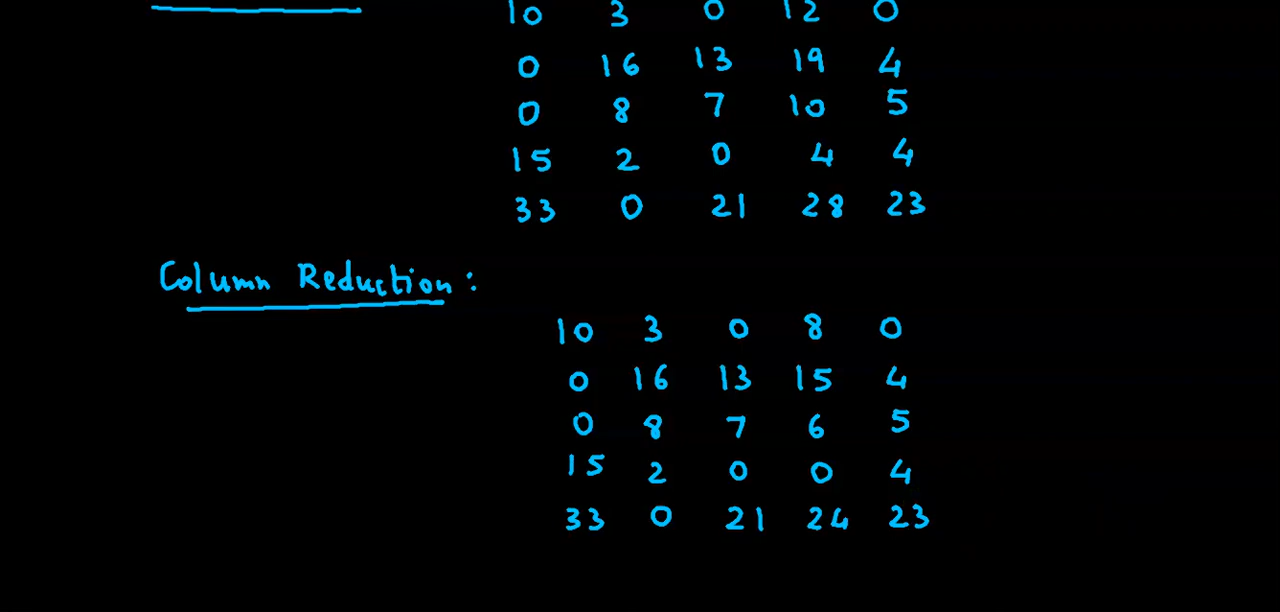 10 3 0 12 0
0 16 13 19 4
0 8 7 10 5
15 2 0 4 4
33 0 21 28 23
Column Reduction:
10 3 0 8 0
0 16 13 15 4
0 8 7 6 5
15 2 0 0 4
33 0 21 24 23